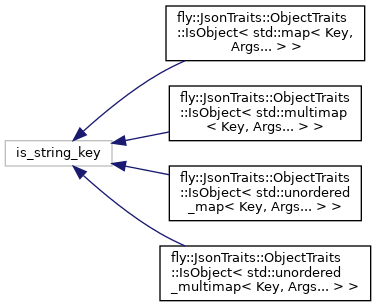 fly::JsonTraits::ObjectTraits
::IsObject< std::map< Key,
Args... > >
fly::JsonTraits::ObjectTraits
::IsObject< std::multimap
< Key, Args... > >
is_string_key
fly::JsonTraits::ObjectTraits
::IsObject< std::unordered
_map< Key, Args... > >
fly::JsonTraits::ObjectTraits
::IsObject< std::unordered
_multimap< Key, Args... > >